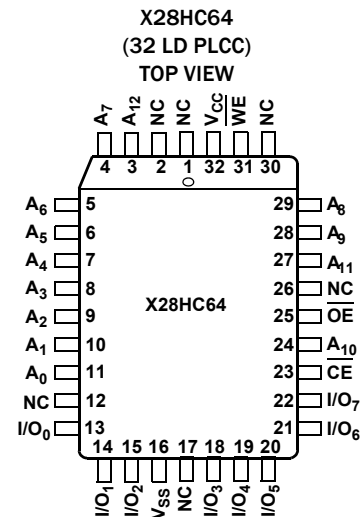 X28HC64
(32 LD PLCC)
TOP VIEW
A7 A12 NC NC VCC WE NC
4 3 2 1 32 31 30
A6 5 29 A8
A5 6 28 A9
A4 7 27 A11
A3 8 26 NC
A2 9 X28HC64 25 OE
A1 10 24 A10
A0 11 23 CE
NC 12 22 I/O7
I/O0 13 21 I/O6
14 15 16 17 18 19 20
I/O1 I/O2 VSS NC I/O3 I/O4 I/O5